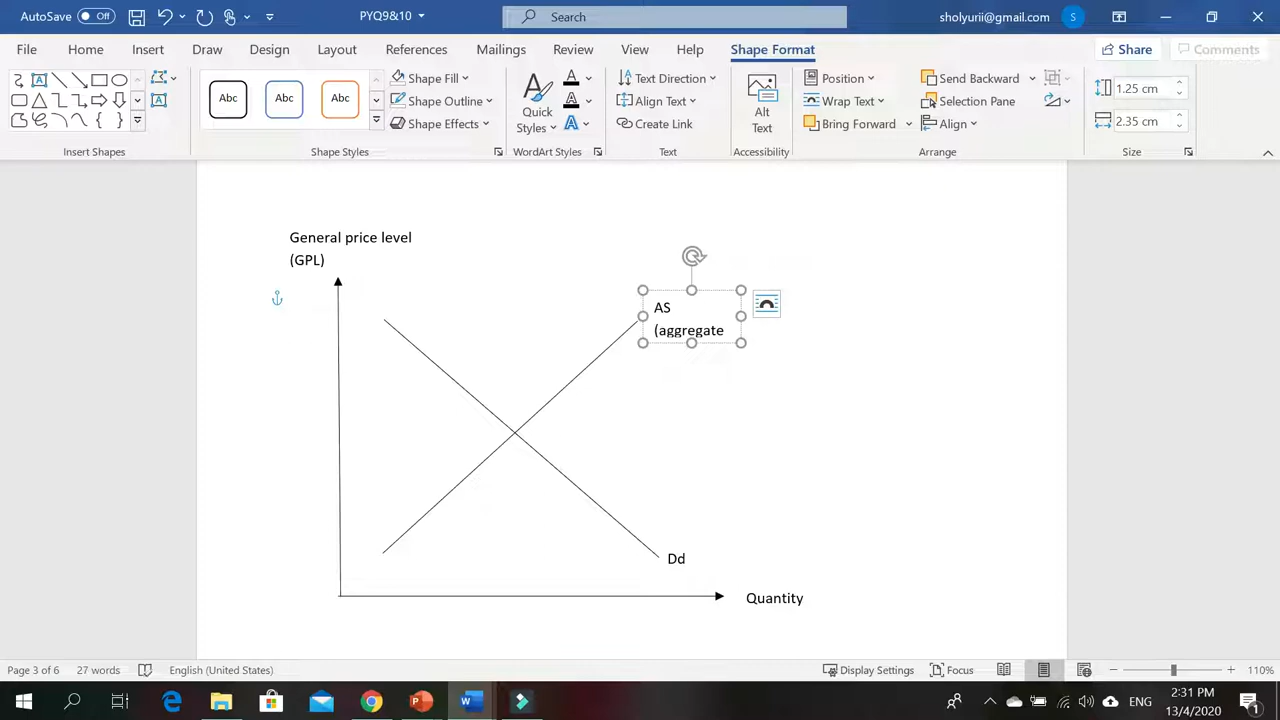 AutoSave Off PYQ9&10 Search sholyurii@gmail.com S
File Home Insert Draw Design Layout References Mailings Review View Help Shape Format Share Comments
Abc Abc Abc
Shape Fill
Shape Outline
Shape Effects
Quick
Styles
A
A
A
Text Direction
Align Text
Create Link
Alt
Text
Position
Wrap Text
Bring Forward
Send Backward
Selection Pane
Align
1.25 cm
2.35 cm
Insert Shapes Shape Styles WordArt Styles Text Accessibility Arrange Size
General price level
(GPL)
AS
(aggregate
Dd
Quantity
Page 3 of 6 27 words English (United States) Display Settings Focus 110%
ENG
2:31 PM
13/4/2020
1